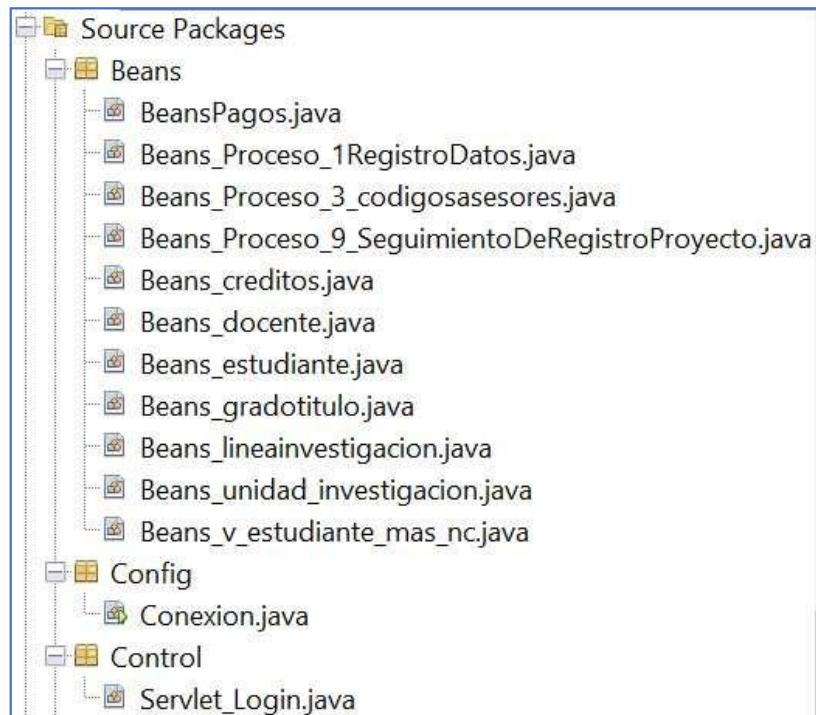 Source Packages
Beans
BeansPagos.java
Beans_Proceso_1RegistroDatos.java
Beans_Proceso_3_codigosasesores.java
Beans_Proceso_9_SeguimientoDeRegistroProyecto.java
Beans_creditos.java
Beans_docente.java
Beans_estudiante.java
Beans_gradotitulo.java
Beans_lineainvestigacion.java
Beans_unidad_investigacion.java
Beans_v_estudiante_mas_nc.java
Config
Conexion.java
Control
Servlet_Login.java